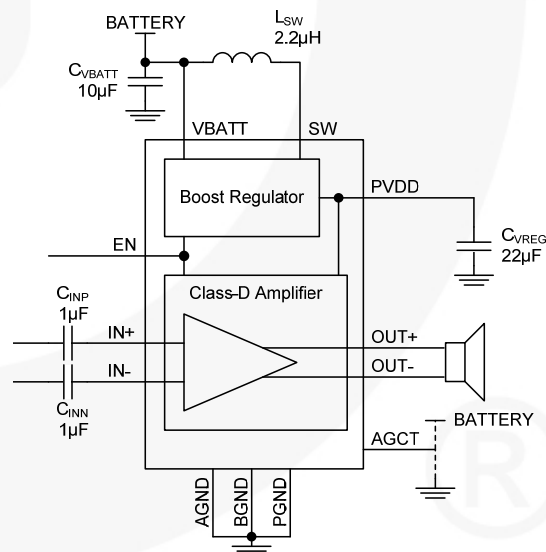 BATTERY
LSW
2.2µH
CVBATT
10µF
VBATT
SW
Boost Regulator
PVDD
CVREG
22µF
EN
Class-D Amplifier
CINP
1µF
IN+
OUT+
IN-
OUT-
CINN
1µF
BATTERY
AGCT
AGND
BGND
PGND
R